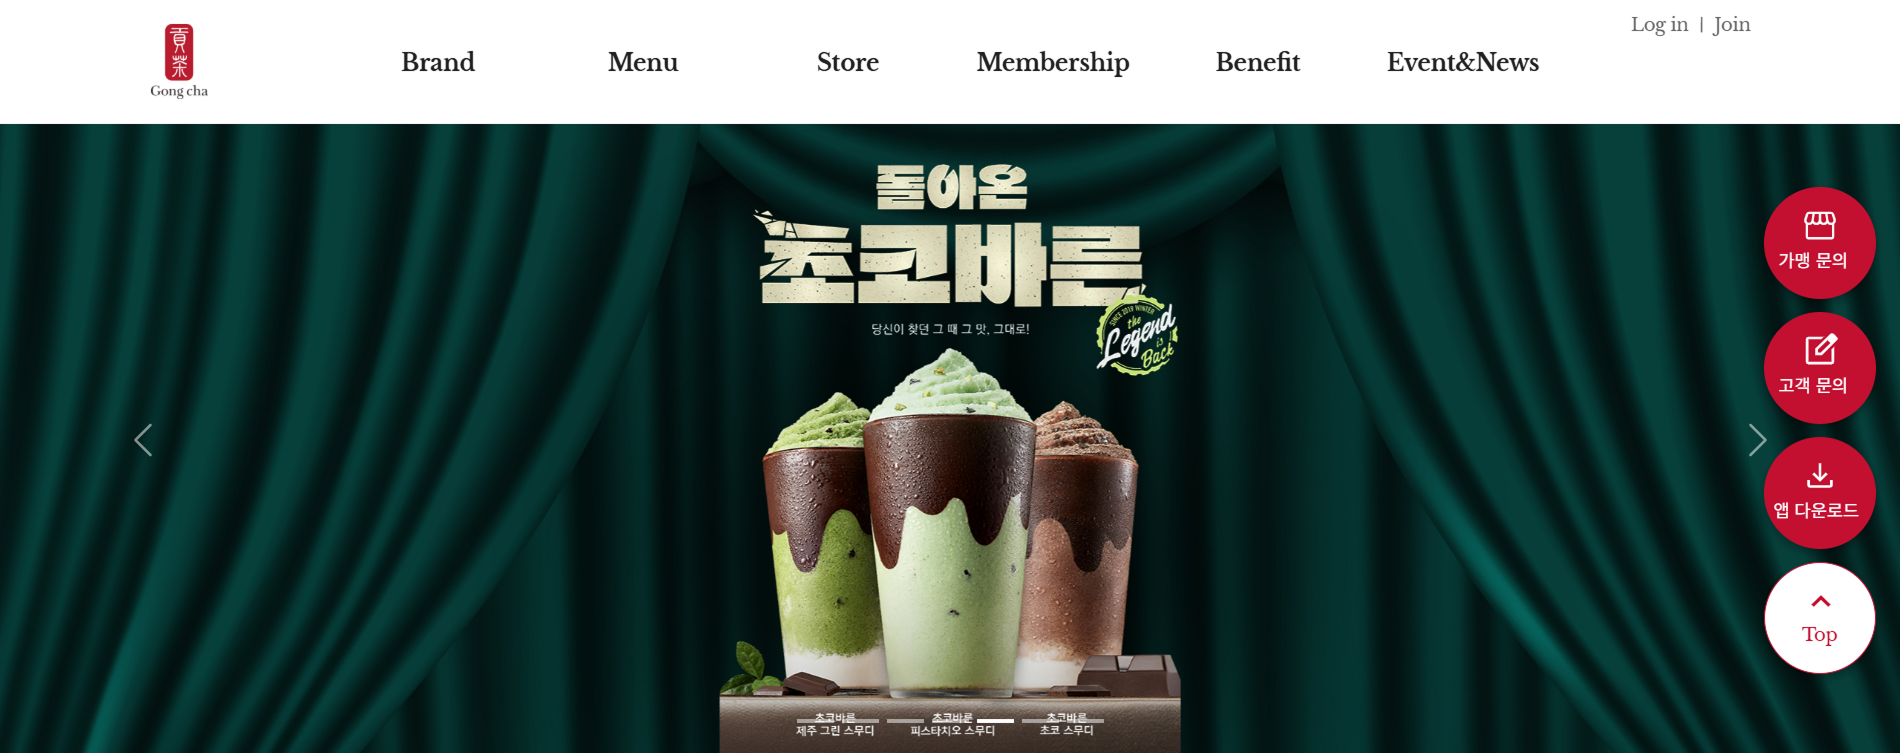 Log in | Join
貢茶
Gong cha
Brand Menu Store Membership Benefit Event&News
돌아온
초코바른
당신이 찾던 그 때 그 맛, 그대로!
SINCE 2019 WINTER
the
Legend
is
Back
가맹 문의
고객 문의
앱 다운로드
Top
초코바른
제주 그린 스무디
초코바른
피스타치오 스무디
초코바른
초코 스무디